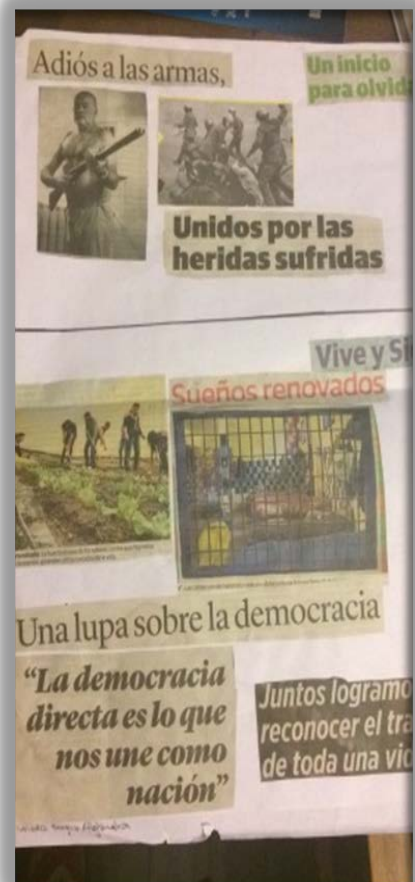 Adiós a las armas,
Un inicio
para olvid
Unidos por las
heridas sufridas
Vive y Si
Sueños renovados
Una lupa sobre la democracia
“La democracia
directa es lo que
nos une como
nación”
Juntos logramo
reconocer el tra
de toda una vid